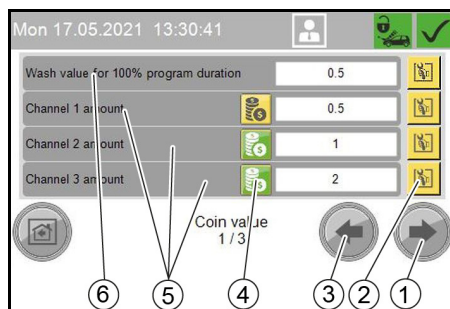 Mon 17.05.2021 13:30:41
Wash value for 100% program duration 0.5
Channel 1 amount 0.5
Channel 2 amount 1
Channel 3 amount 2
Coin value
1 / 3
6 5 4 3 2 1